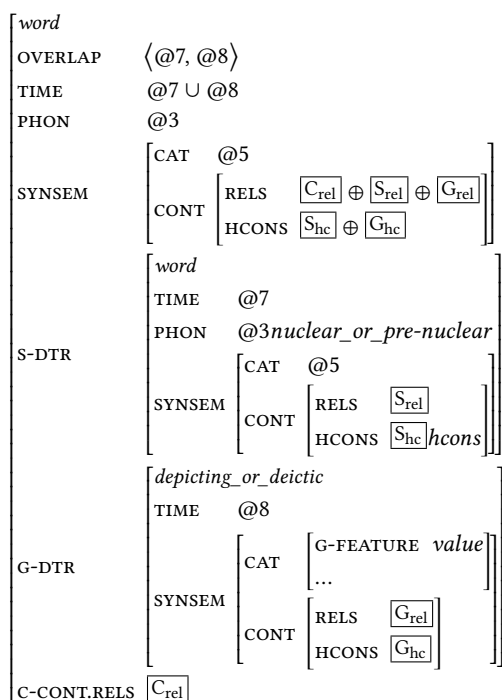 word
OVERLAP ⟨@7, @8⟩
TIME @7 ∪ @8
PHON @3
SYNSEM
CAT @5
CONT
RELS C_rel ⊕ S_rel ⊕ G_rel
HCONS S_hc ⊕ G_hc
S-DTR
word
TIME @7
PHON @3nuclear_or_pre-nuclear
SYNSEM
CAT @5
CONT
RELS S_rel
HCONS S_hc hcons
G-DTR
depicting_or_deictic
TIME @8
SYNSEM
CAT
G-FEATURE value
...
CONT
RELS G_rel
HCONS G_hc
C-CONT.RELS C_rel